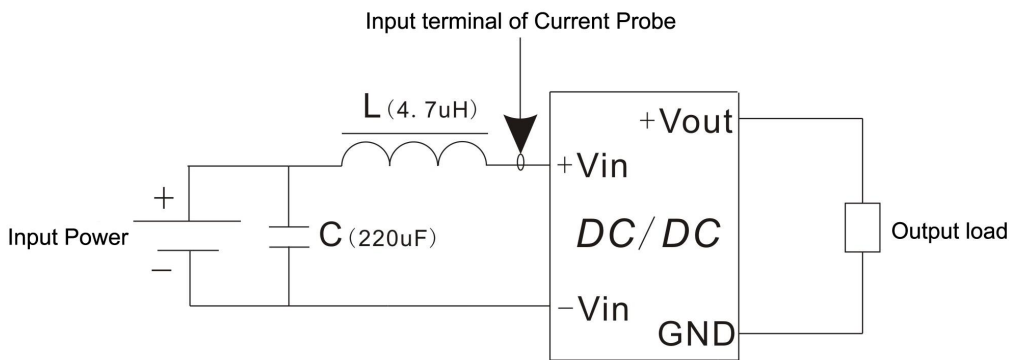 Input terminal of Current Probe
L(4.7uH)
+Vout
+Vin
+
Input Power
C(220uF)
DC/DC
Output load
−
−Vin
GND